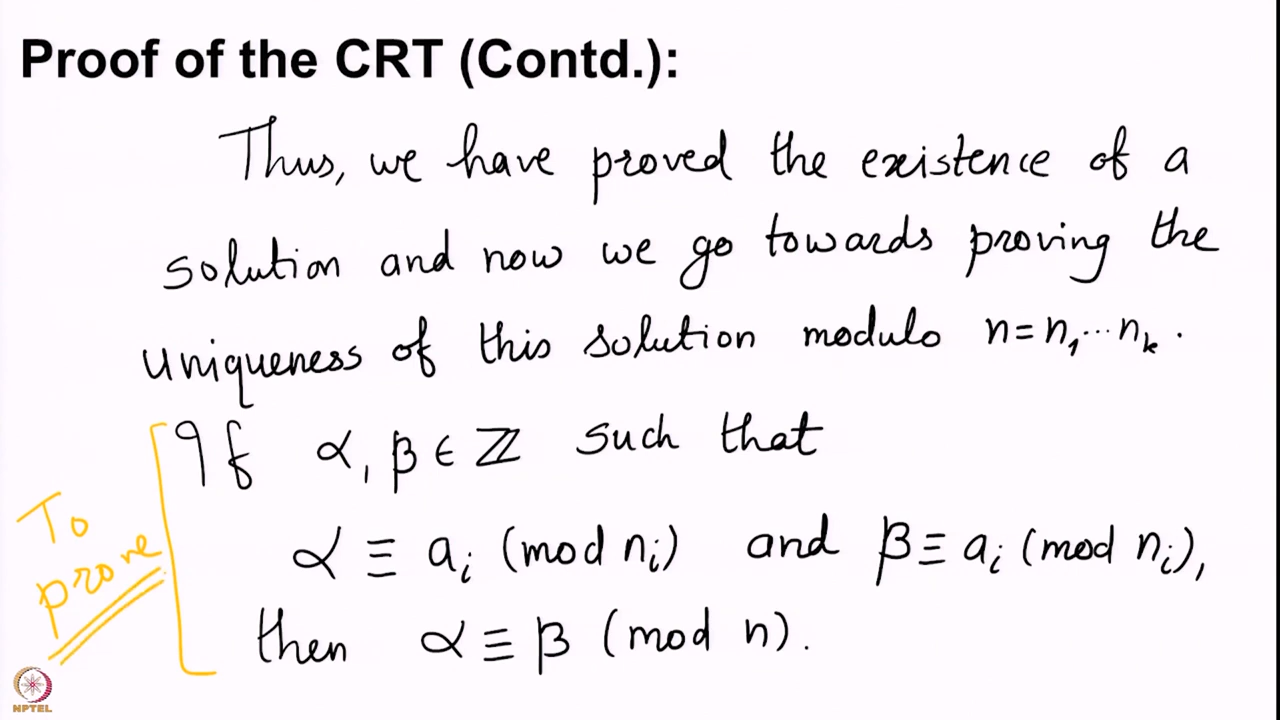 Proof of the CRT (Contd.):
Thus, we have proved the existence of a
solution and now we go towards proving the
uniqueness of this solution modulo n = n₁ ⋯ nₖ.
If α, β ∈ ℤ such that
α ≡ aᵢ (mod nᵢ) and β ≡ aᵢ (mod nᵢ),
then α ≡ β (mod n).
To
prove
NPTEL